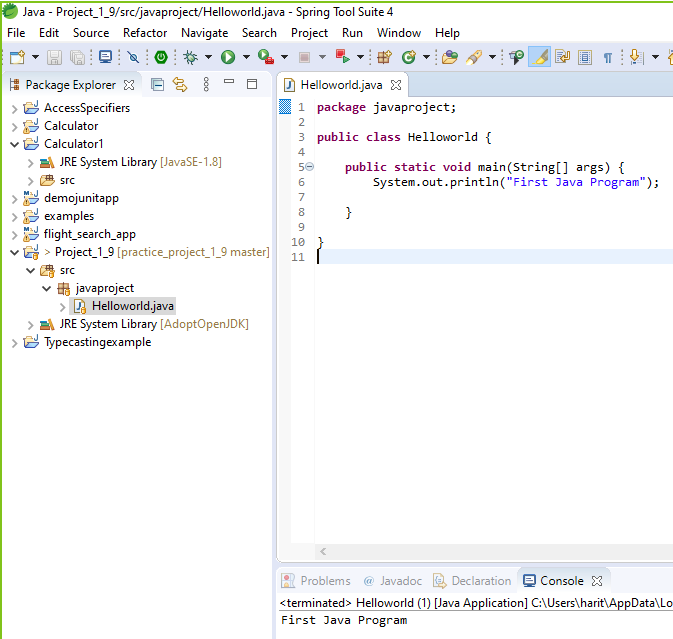 Java - Project_1_9/src/javaproject/Helloworld.java - Spring Tool Suite 4
File Edit Source Refactor Navigate Search Project Run Window Help
Package Explorer
AccessSpecifiers
Calculator
Calculator1
JRE System Library [JavaSE-1.8]
src
demojunitapp
examples
flight_search_app
> Project_1_9 [practice_project_1_9 master]
src
javaproject
Helloworld.java
JRE System Library [AdoptOpenJDK]
Typecastingexample
Helloworld.java
1 package javaproject;
2
3 public class Helloworld {
4
5 public static void main(String[] args) {
6 System.out.println("First Java Program");
7
8 }
9
10 }
11
Problems @ Javadoc Declaration Console
<terminated> Helloworld (1) [Java Application] C:\Users\harit\AppData\Lo
First Java Program